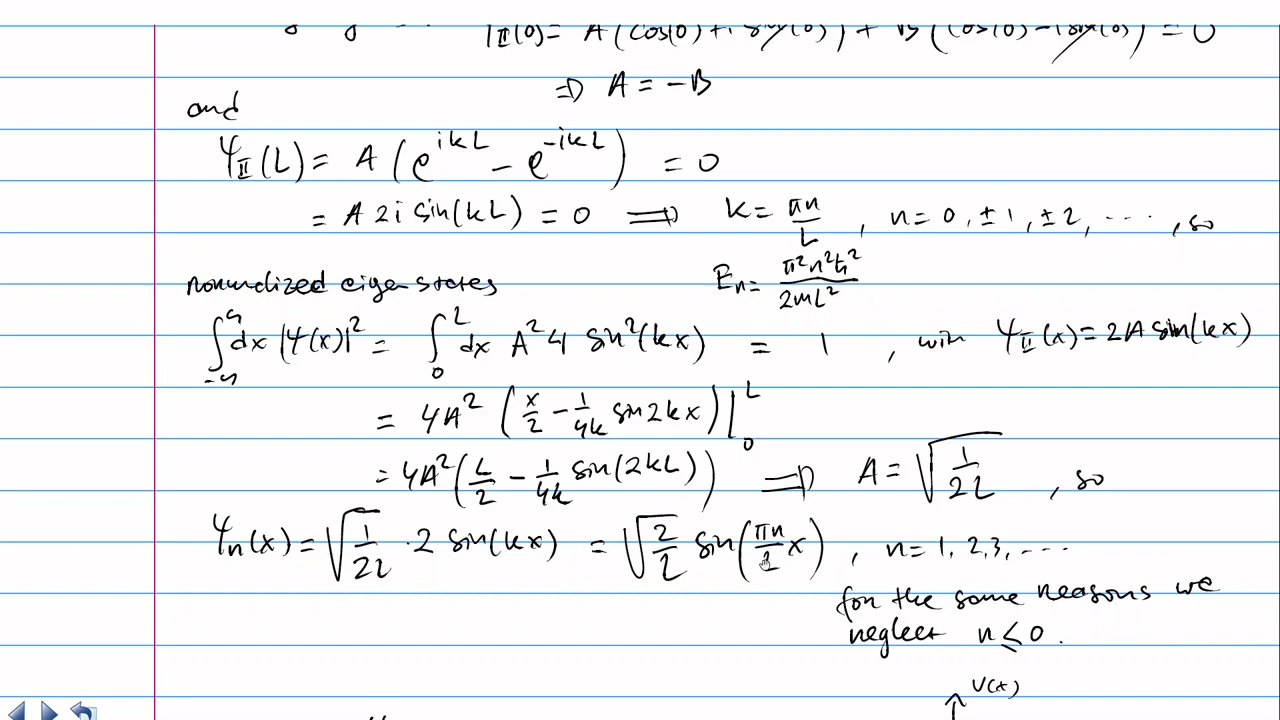 Ψ_II(0) = A(cos(0) + i sin(0)) + B(cos(0) - i sin(0)) = 0
⇒ A = -B
and
Ψ_II(L) = A(e^{ikL} - e^{-ikL}) = 0
= A 2i sin(kL) = 0 ⟹ k = πn/L , n = 0, ±1, ±2, ...., so
normalized eigenstates E_n = π²n²ħ²/2mL²
∫_{-∞}^{∞} dx |Ψ(x)|² = ∫_0^L dx A² 4 sin²(kx) = 1 , with Ψ_II(x) = 2A sin(kx)
= 4A² (x/2 - 1/4k sin 2kx)|_0^L
= 4A² (L/2 - 1/4k sin(2kL)) ⟹ A = √(1/2L) , so
Ψ_n(x) = √(1/2L) · 2 sin(kx) = √(2/L) sin(πn/L x) , n = 1, 2, 3, ....
for the same reasons we
neglect n ≤ 0.
V(x)